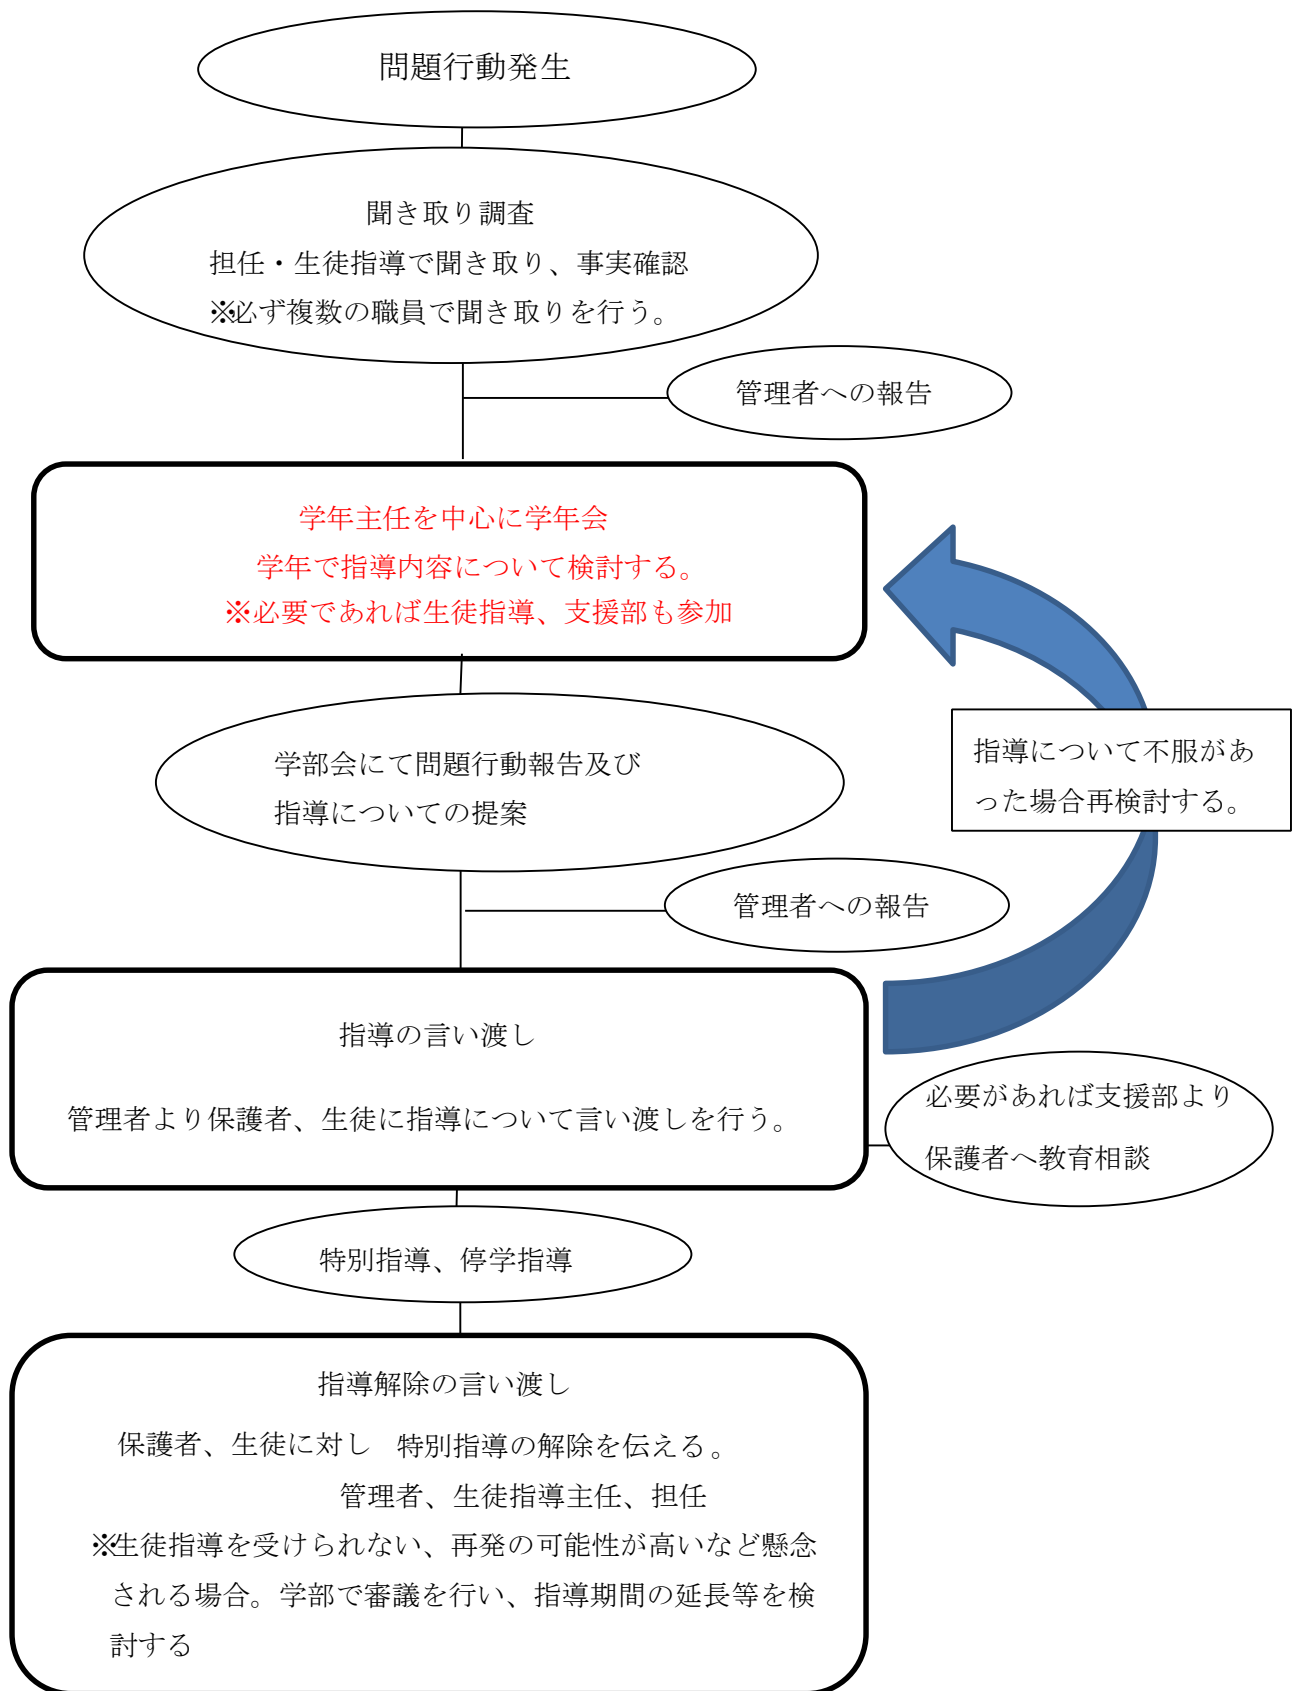 問題行動発生
聞き取り調査
担任・生徒指導で聞き取り、事実確認
※必ず複数の職員で聞き取りを行う。
管理者への報告
学年主任を中心に学年会
学年で指導内容について検討する。
※必要であれば生徒指導、支援部も参加
指導について不服があ
った場合再検討する。
学部会にて問題行動報告及び
指導についての提案
管理者への報告
指導の言い渡し
管理者より保護者、生徒に指導について言い渡しを行う。
必要があれば支援部より
保護者へ教育相談
特別指導、停学指導
指導解除の言い渡し
保護者、生徒に対し　特別指導の解除を伝える。
管理者、生徒指導主任、担任
※生徒指導を受けられない、再発の可能性が高いなど懸念
される場合。学部で審議を行い、指導期間の延長等を検
討する